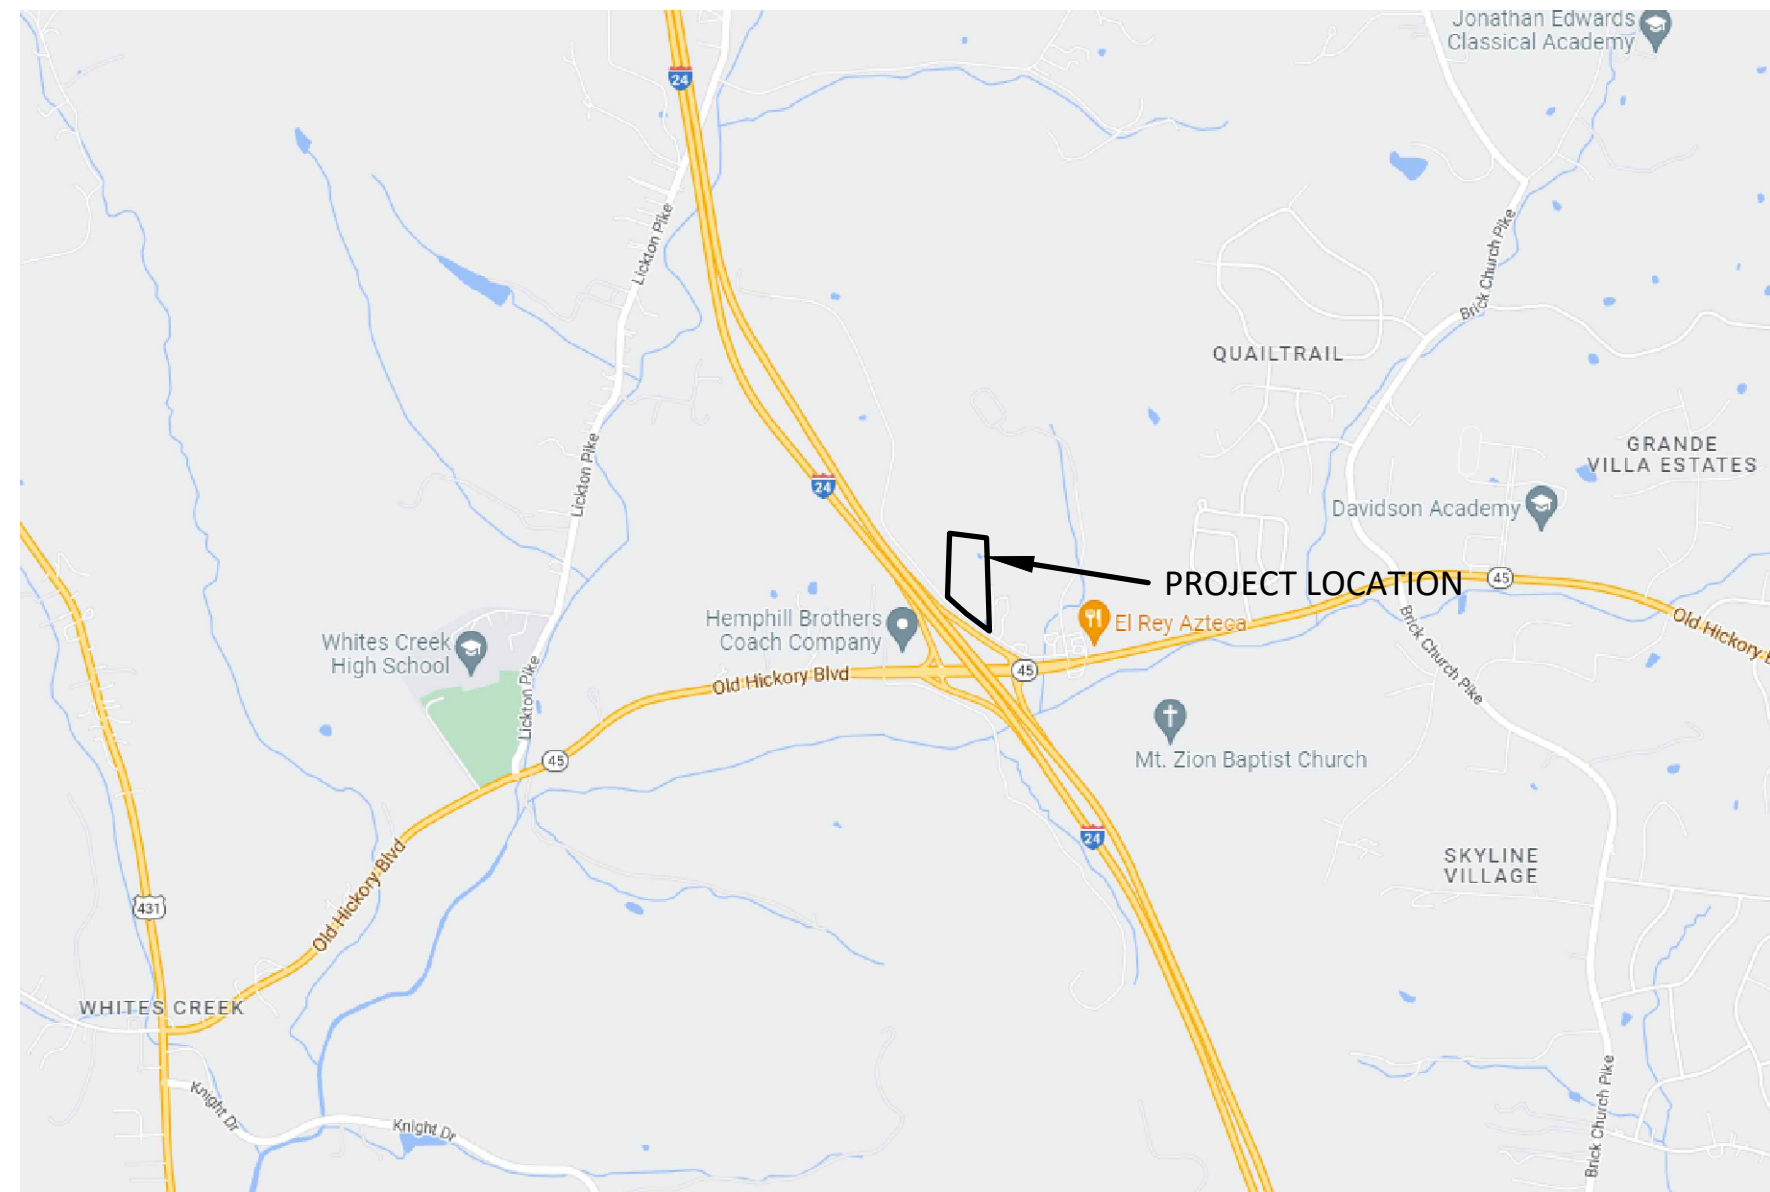 Jonathan Edwards
Classical Academy
24
Lickton Pike
Brick Church Pike
QUAILTRAIL
GRANDE
VILLA ESTATES
Lickton Pike
24
Davidson Academy
PROJECT LOCATION
45
Hemphill Brothers
Coach Company
El Rey Azteca
Old Hickory B
Whites Creek
High School
Brick Church Pike
45
Old Hickory Blvd
Lickton Pike
Mt. Zion Baptist Church
45
24
SKYLINE
VILLAGE
Old Hickory Blvd
431
WHITES CREEK
Knight Dr
Knight Dr
Brick Church Pike